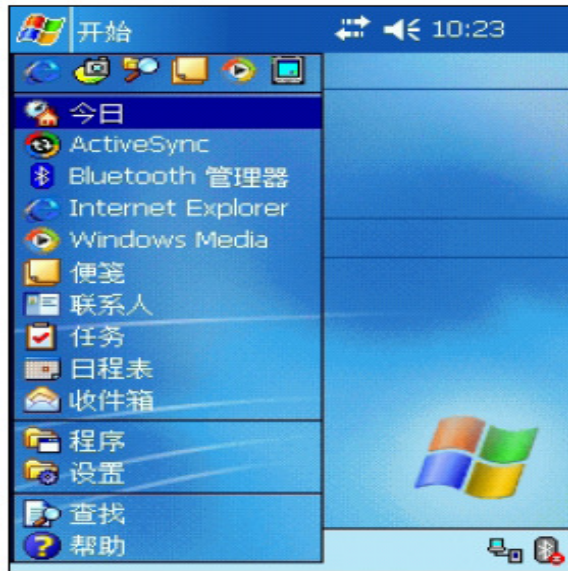 开始 10:23
今日
ActiveSync
Bluetooth 管理器
Internet Explorer
Windows Media
便笺
联系人
任务
日程表
收件箱
程序
设置
查找
帮助